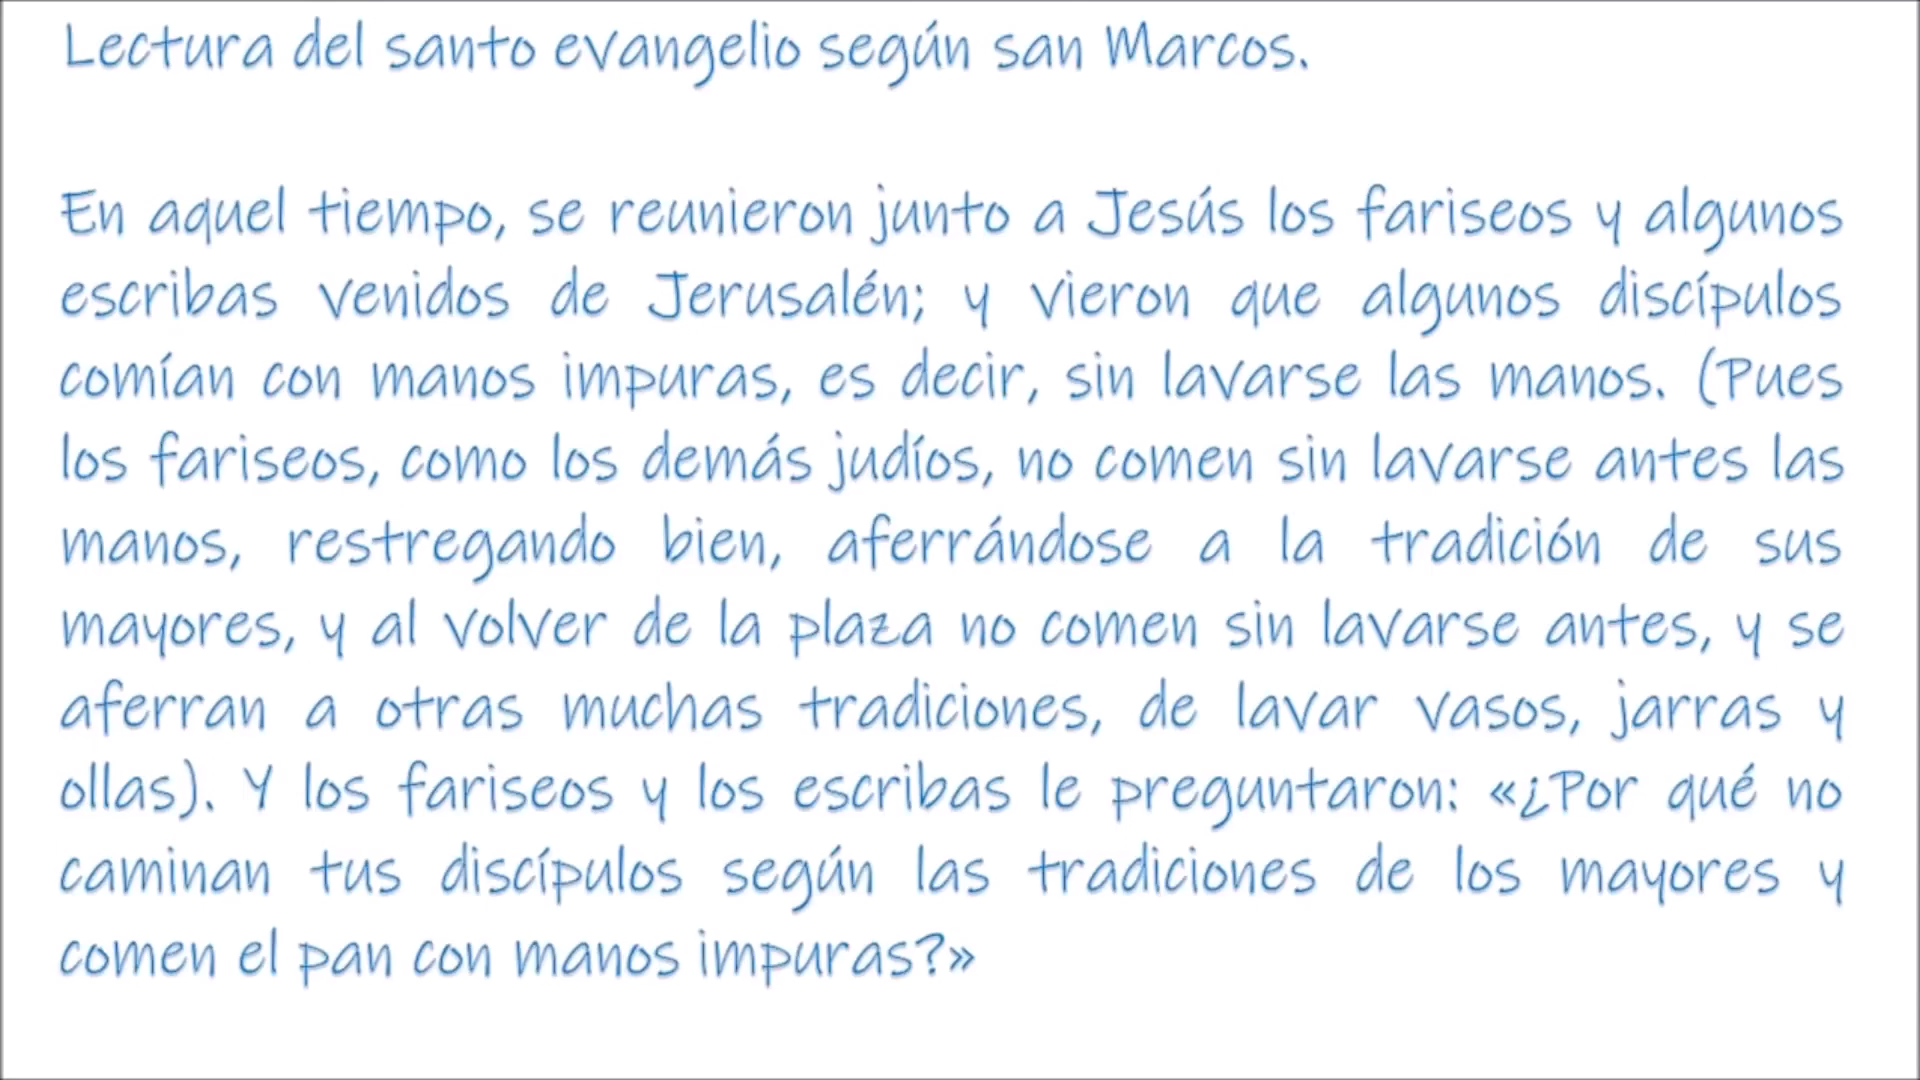 Lectura del santo evangelio según san Marcos.
En aquel tiempo, se reunieron junto a Jesús los fariseos y algunos
escribas venidos de Jerusalén; y vieron que algunos discípulos
comían con manos impuras, es decir, sin lavarse las manos. (Pues
los fariseos, como los demás judíos, no comen sin lavarse antes las
manos, restregando bien, aferrándose a la tradición de sus
mayores, y al volver de la plaza no comen sin lavarse antes, y se
aferran a otras muchas tradiciones, de lavar vasos, jarras y
ollas). Y los fariseos y los escribas le preguntaron: «¿Por qué no
caminan tus discípulos según las tradiciones de los mayores y
comen el pan con manos impuras?»